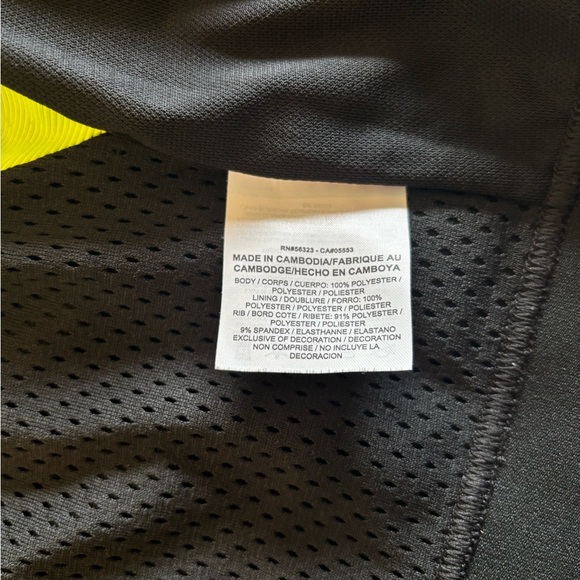 RN#56323 - CA#05553
MADE IN CAMBODIA/FABRIQUE AU
CAMBODGE/HECHO EN CAMBOYA
BODY / CORPS / CUERPO: 100% POLYESTER /
POLYESTER / POLIESTER
LINING / DOUBLURE / FORRO: 100%
POLYESTER / POLYESTER / POLIESTER
RIB / BORD COTE / RIBETE: 91% POLYESTER /
POLYESTER / POLIESTER
9% SPANDEX / ELASTHANNE / ELASTANO
EXCLUSIVE OF DECORATION / DECORATION
NON COMPRISE / NO INCLUYE LA
DECORACION